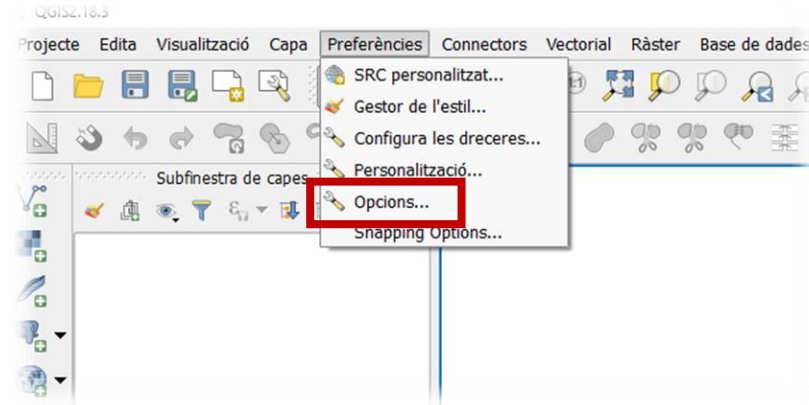 QGIS2.18.3
Projecte Edita Visualització Capa Preferències Connectors Vectorial Ràster Base de dades
SRC personalitzat...
Gestor de l'estil...
Configura les dreceres...
Personalització...
Opcions...
Snapping Options...
Subfinestra de capes